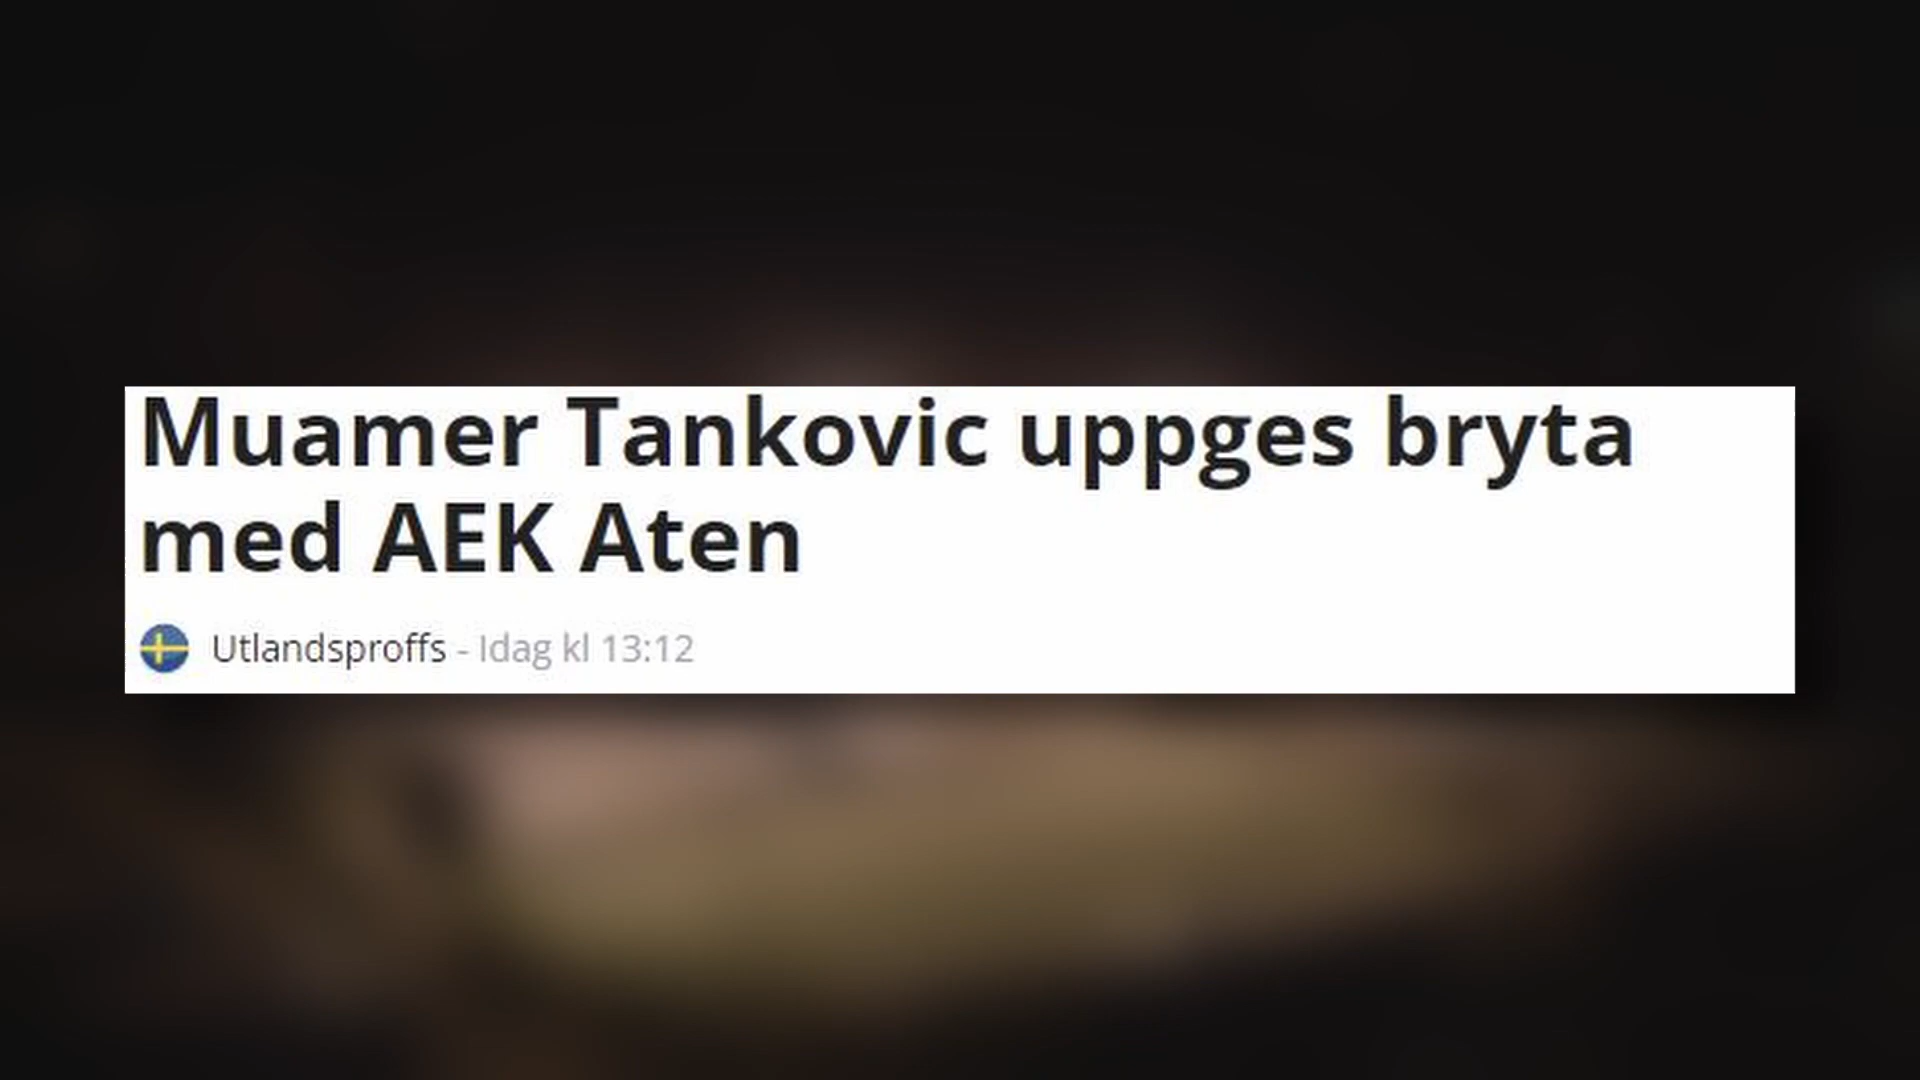 Muamer Tankovic uppges bryta
med AEK Aten
Utlandsproffs - Idag kl 13:12